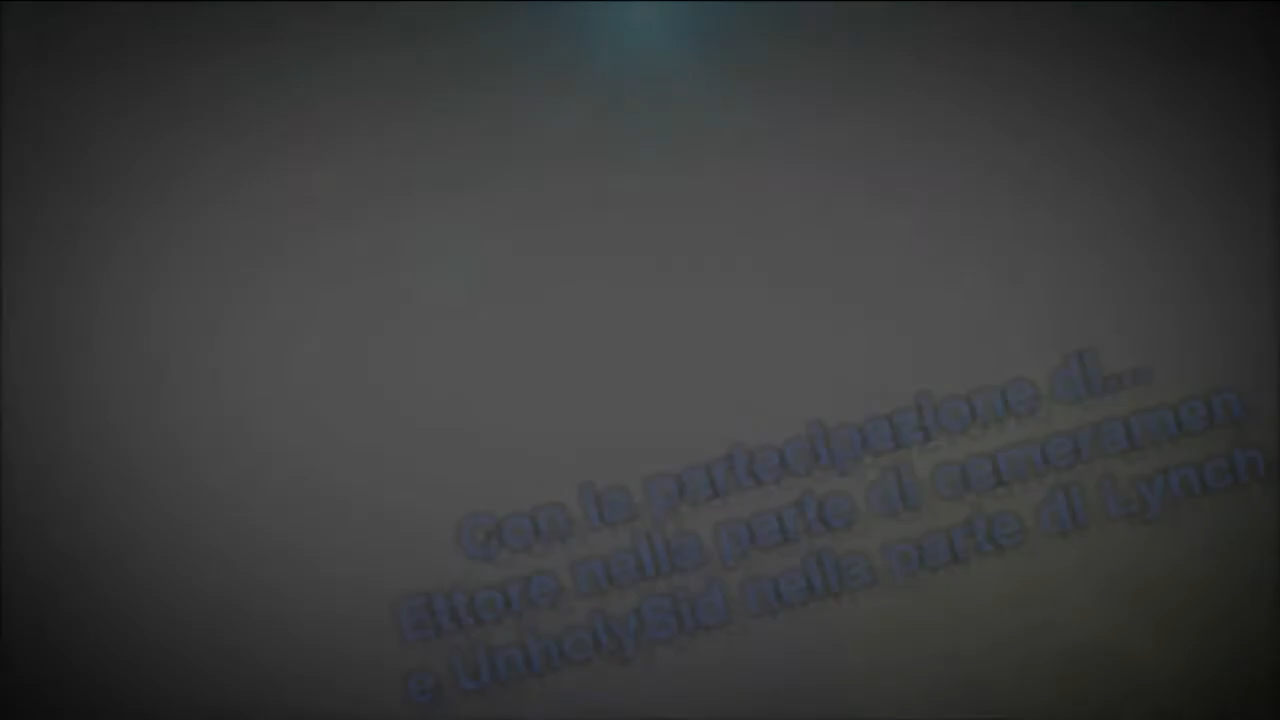 Con la partecipazione di...
Ettore nella parte di cameramen
e UnholySid nella parte di Lynch